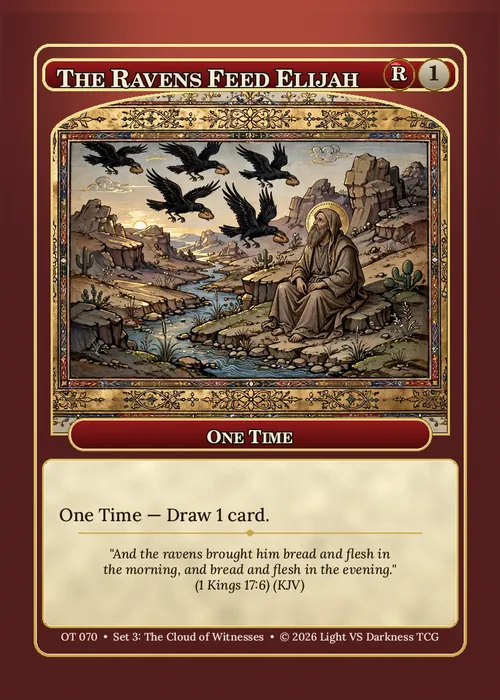 The Ravens Feed Elijah R 1
One Time
One Time — Draw 1 card.
"And the ravens brought him bread and flesh in
the morning, and bread and flesh in the evening."
(1 Kings 17:6) (KJV)
OT 070 • Set 3: The Cloud of Witnesses • © 2026 Light VS Darkness TCG